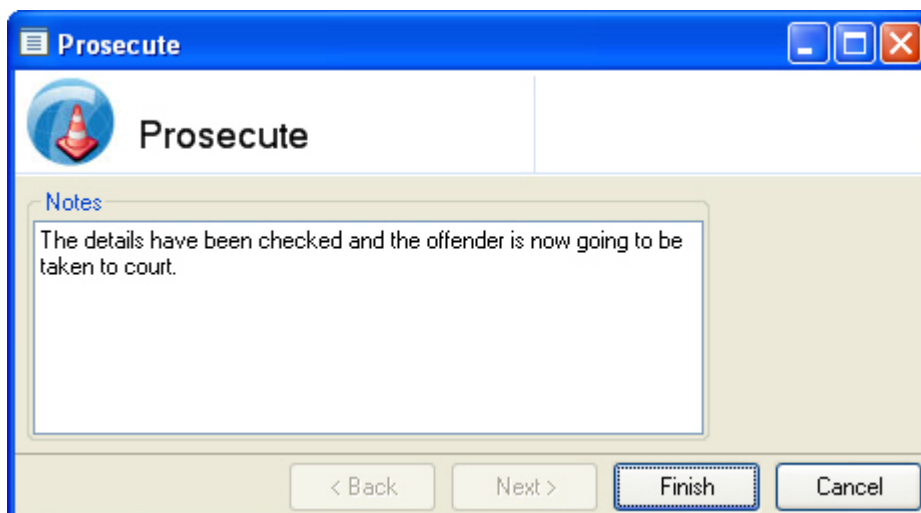 Prosecute
Prosecute
Notes
The details have been checked and the offender is now going to be
taken to court.
< Back
Next >
Finish
Cancel